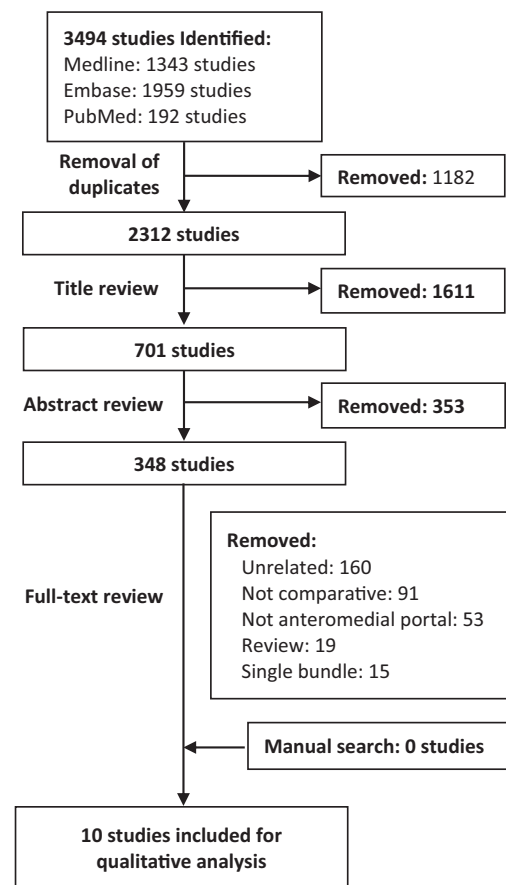 3494 studies Identified:
Medline: 1343 studies
Embase: 1959 studies
PubMed: 192 studies
Removal of
duplicates
Removed: 1182
2312 studies
Title review
Removed: 1611
701 studies
Abstract review
Removed: 353
348 studies
Removed:
Unrelated: 160
Not comparative: 91
Not anteromedial portal: 53
Review: 19
Single bundle: 15
Full-text review
Manual search: 0 studies
10 studies included for
qualitative analysis